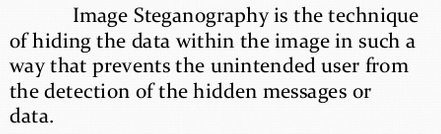 Image Steganography is the technique
of hiding the data within the image in such a
way that prevents the unintended user from
the detection of the hidden messages or
data.